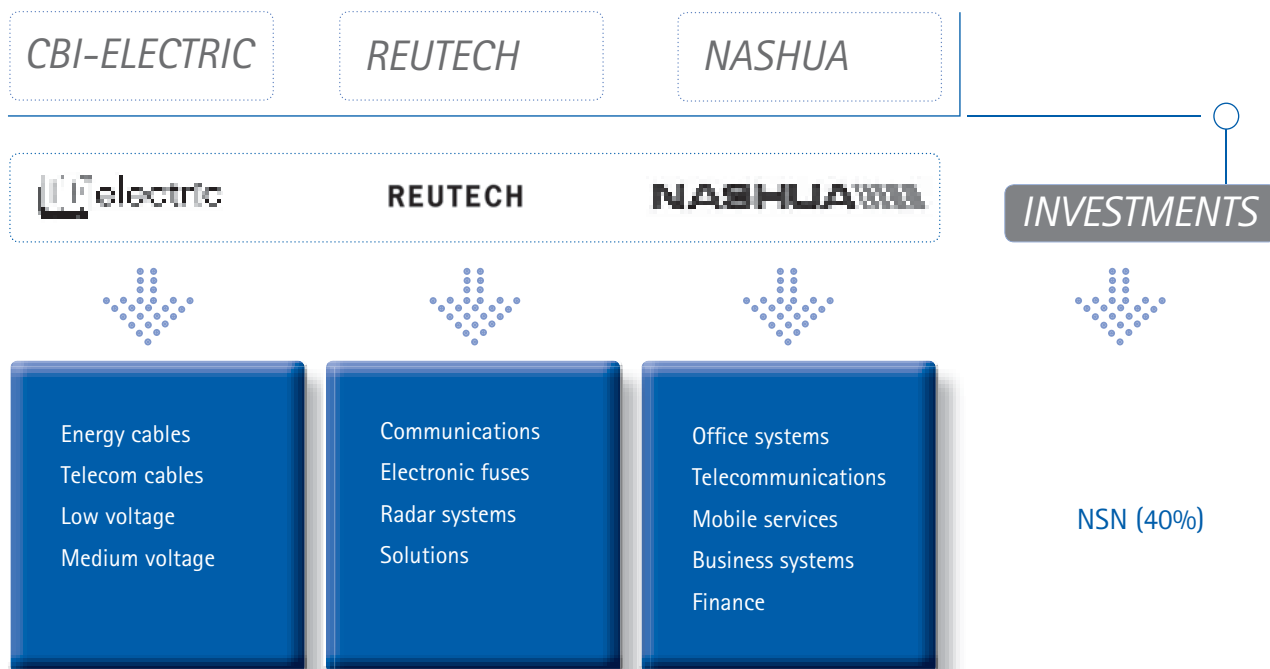 CBI-ELECTRIC
REUTECH
NASHUA
electric
REUTECH
NASHUA
INVESTMENTS
Energy cables
Telecom cables
Low voltage
Medium voltage
Communications
Electronic fuses
Radar systems
Solutions
Office systems
Telecommunications
Mobile services
Business systems
Finance
NSN (40%)